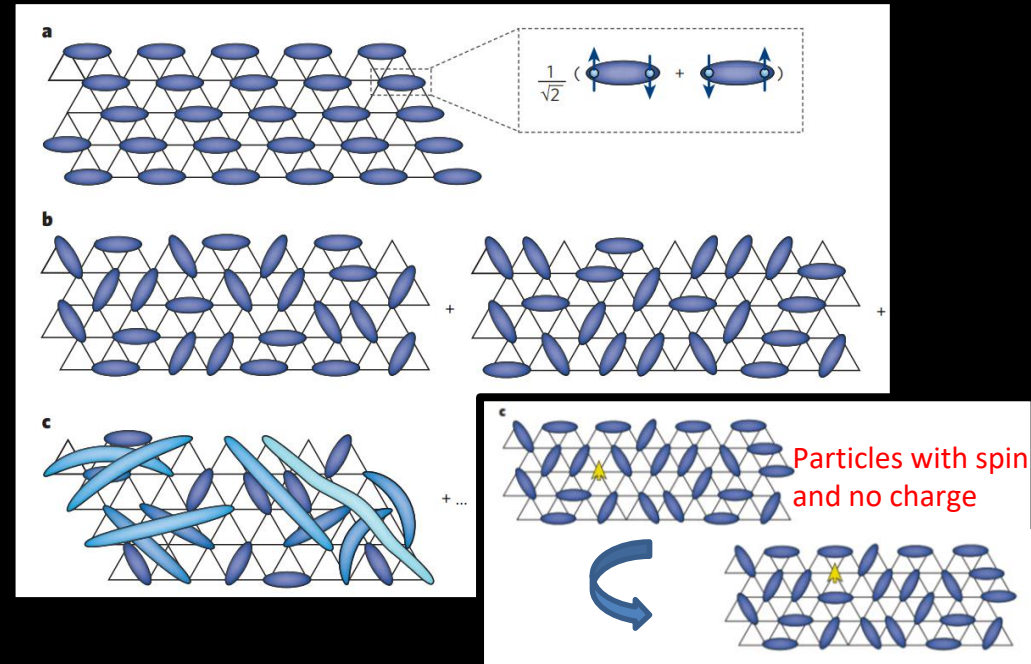 a
1
√2
( + )
b
+ +
c
+ ...
c
Particles with spin
and no charge